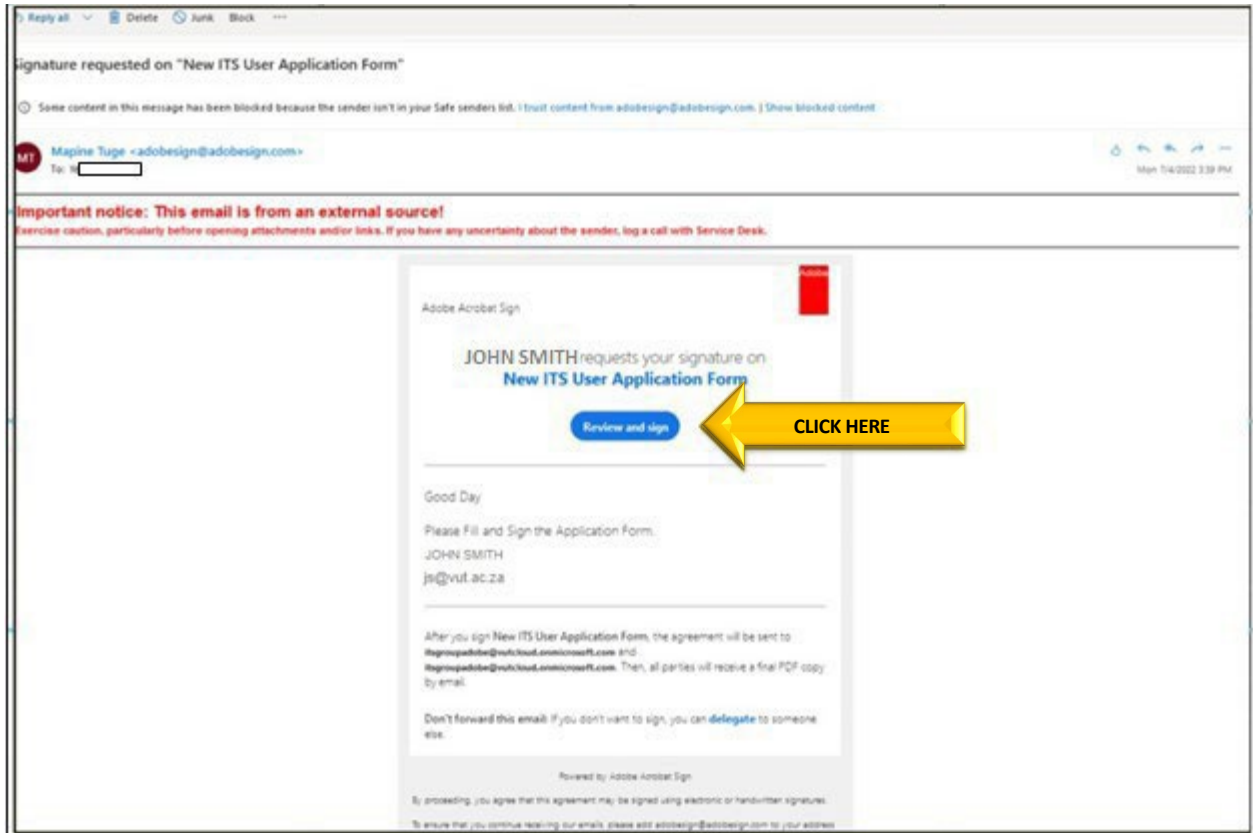 Reply all Delete Junk Block ...
Signature requested on "New ITS User Application Form"
Some content in this message has been blocked because the sender isn't in your Safe senders list. I trust content from adobesign@adobesign.com. | Show blocked content
MT
Mapine Tuge <adobesign@adobesign.com>
To:
Mon 7/4/2022 3:39 PM
Important notice: This email is from an external source!
Exercise caution, particularly before opening attachments and/or links. If you have any uncertainty about the sender, log a call with Service Desk.
Adobe
Adobe Acrobat Sign
JOHN SMITH requests your signature on
New ITS User Application Form
Review and sign
CLICK HERE
Good Day
Please Fill and Sign the Application Form.
JOHN SMITH
js@vut.ac.za
After you sign New ITS User Application Form, the agreement will be sent to
itsgroupadobe@vutcloud.onmicrosoft.com and
itsgroupadobe@vutcloud.onmicrosoft.com. Then, all parties will receive a final PDF copy
by email.
Don't forward this email: If you don't want to sign, you can delegate to someone
else.
Powered by Adobe Acrobat Sign
By proceeding, you agree that this agreement may be signed using electronic or handwritten signatures.
To ensure that you continue receiving our emails, please add adobesign@adobesign.com to your address